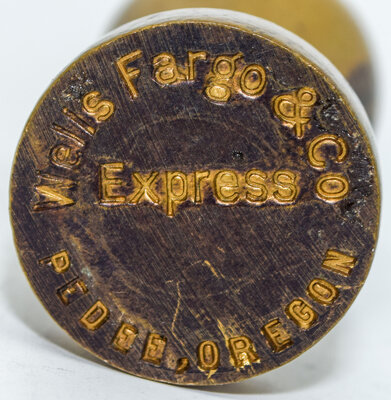 Wells Fargo & Co
Express
PEDEE, OREGON